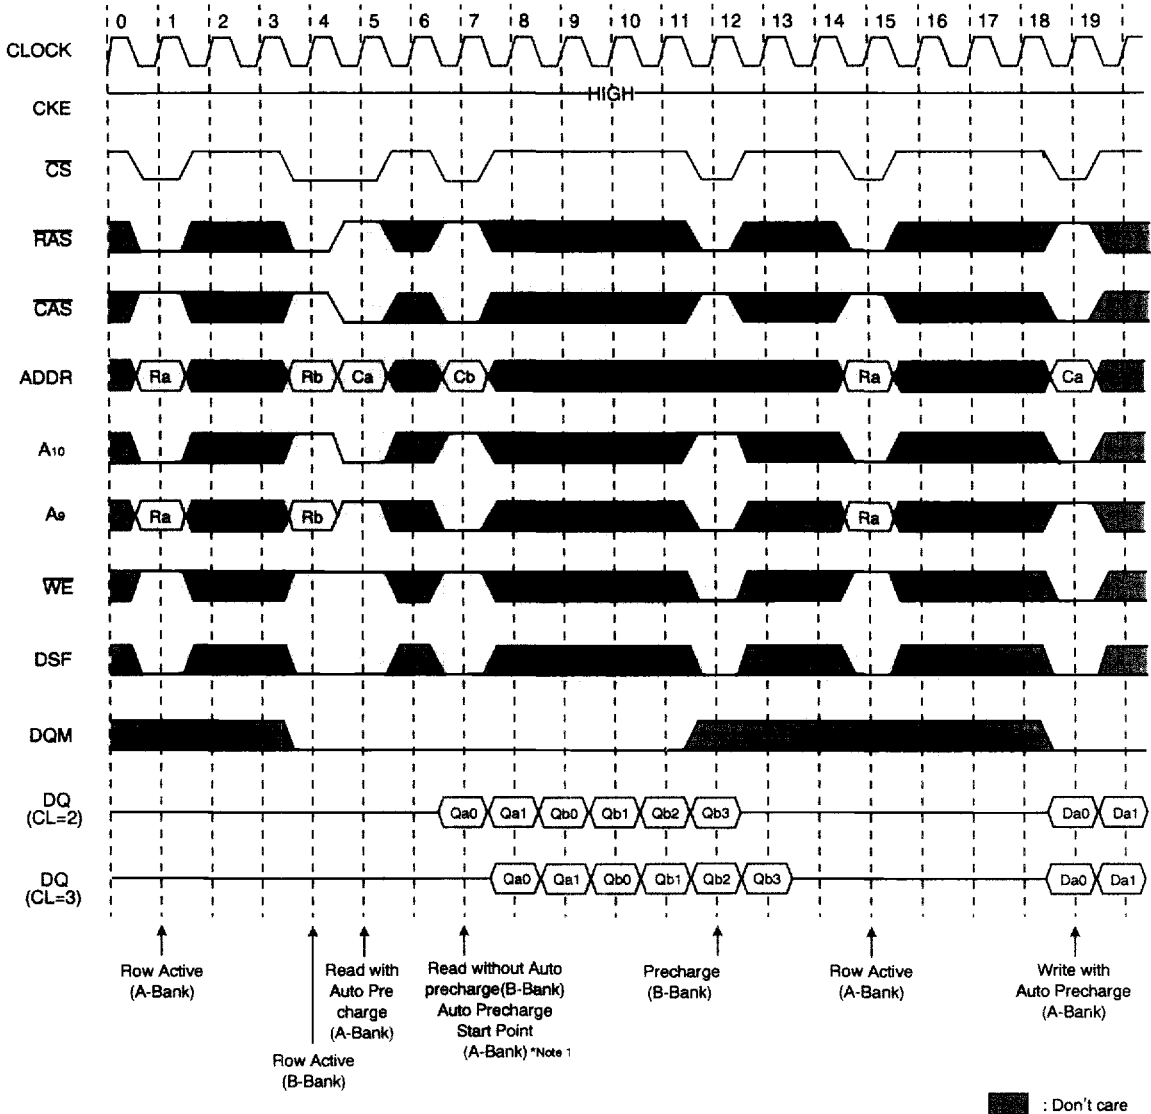 0 1 2 3 4 5 6 7 8 9 10 11 12 13 15 16 17 18 19
CLOCK
CKE
HIGH
CS
RAS
CAS
ADDR
Ra Rb Ca Cb Ra Ca
A10
A9
Ra Rb Ra
WE
DSF
DQM
DQ
(CL=2)
Qa0 Qa1 Qb0 Qb1 Qb2 Qb3 Da0 Da1
DQ
(CL=3)
Qa0 Qa1 Qb0 Qb1 Qb2 Qb3 Da0 Da1
Row Active
(A-Bank)
Row Active
(B-Bank)
Read with
Auto Pre
charge
(A-Bank)
Read without Auto
precharge(B-Bank)
Auto Precharge
Start Point
(A-Bank) *Note 1
Precharge
(B-Bank)
Row Active
(A-Bank)
Write with
Auto Precharge
(A-Bank)
: Don't care